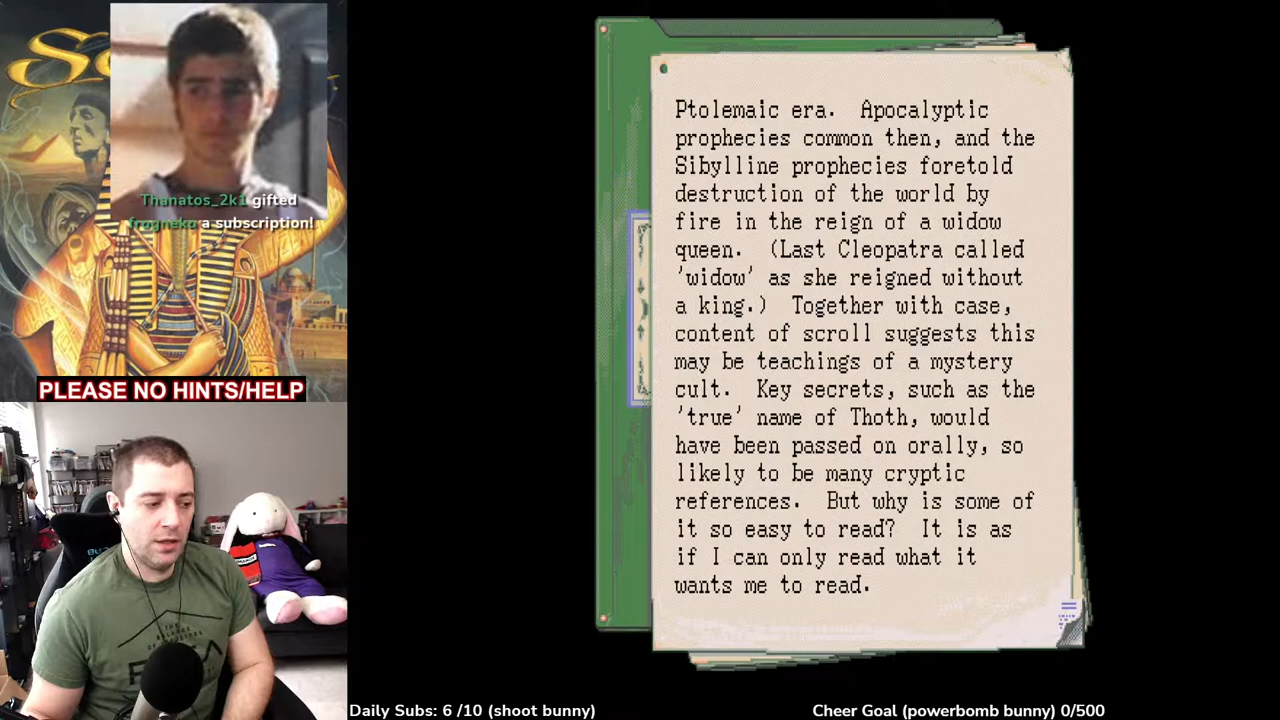 Thanatos_2k1 gifted
frogneko a subscription!
PLEASE NO HINTS/HELP
Ptolemaic era.  Apocalyptic
prophecies common then, and the
Sibylline prophecies foretold
destruction of the world by
fire in the reign of a widow
queen.  (Last Cleopatra called
'widow' as she reigned without
a king.)  Together with case,
content of scroll suggests this
may be teachings of a mystery
cult.  Key secrets, such as the
'true' name of Thoth, would
have been passed on orally, so
likely to be many cryptic
references.  But why is some of
it so easy to read?  It is as
if I can only read what it
wants me to read.
Daily Subs: 6 /10 (shoot bunny)
Cheer Goal (powerbomb bunny) 0/500